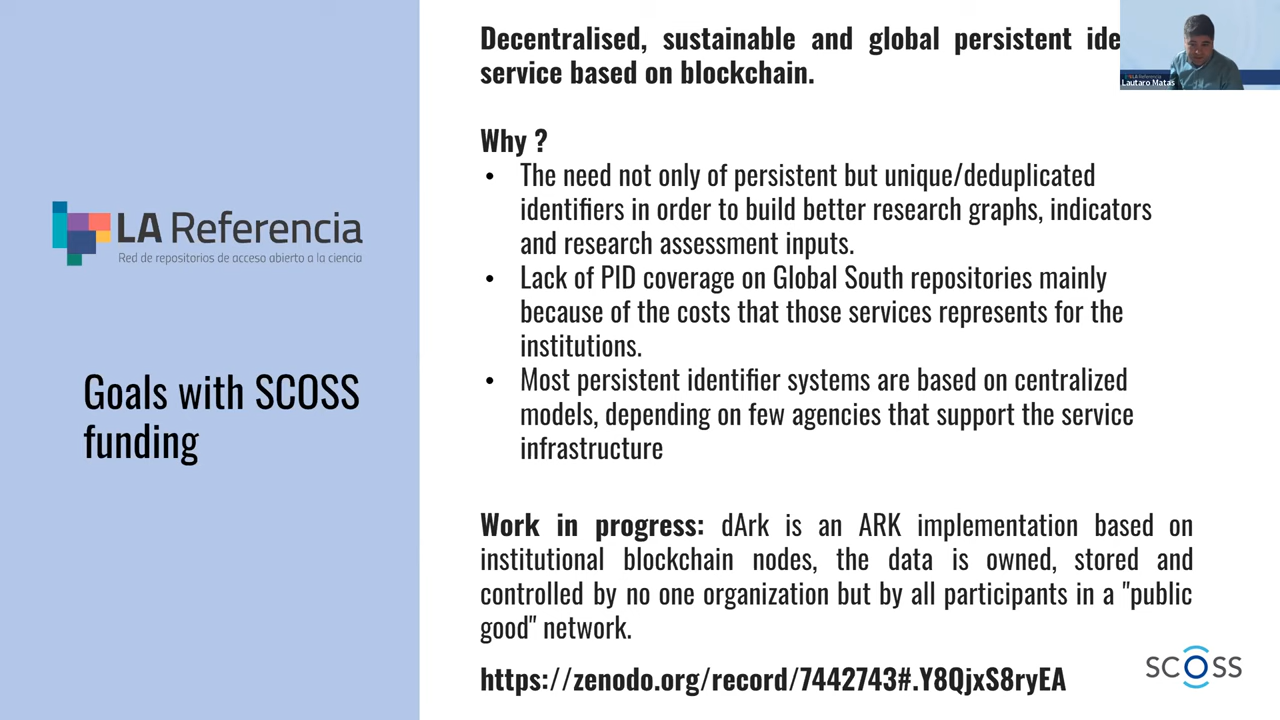 Decentralised, sustainable and global persistent ide
service based on blockchain.
Lautaro Matas
Why ?
• The need not only of persistent but unique/deduplicated
identifiers in order to build better research graphs, indicators
and research assessment inputs.
• Lack of PID coverage on Global South repositories mainly
because of the costs that those services represents for the
institutions.
• Most persistent identifier systems are based on centralized
models, depending on few agencies that support the service
infrastructure
LA Referencia
Red de repositorios de acceso abierto a la ciencia
Goals with SCOSS
funding
Work in progress: dArk is an ARK implementation based on
institutional blockchain nodes, the data is owned, stored and
controlled by no one organization but by all participants in a "public
good" network.
https://zenodo.org/record/7442743#.Y8QjxS8ryEA
SCOSS